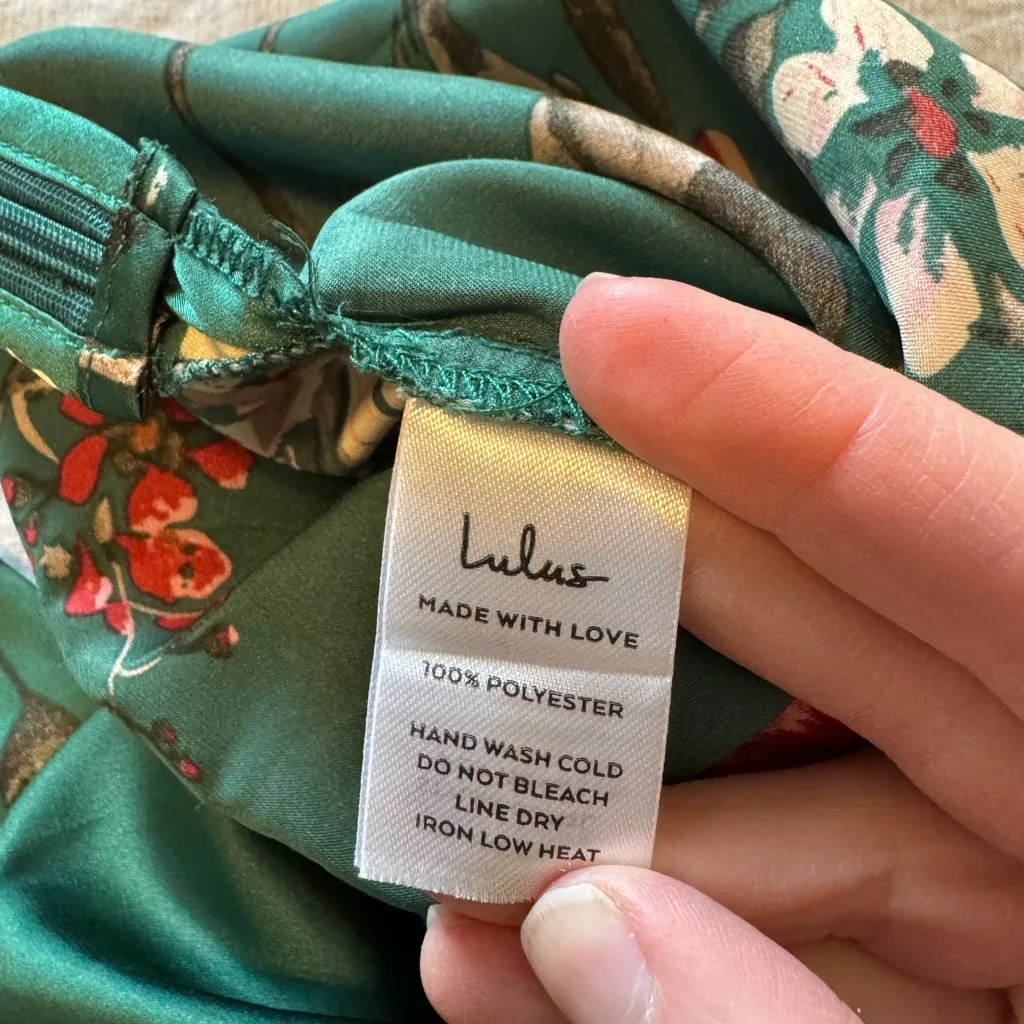 Lulus
MADE WITH LOVE
100% POLYESTER
HAND WASH COLD
DO NOT BLEACH
LINE DRY
IRON LOW HEAT